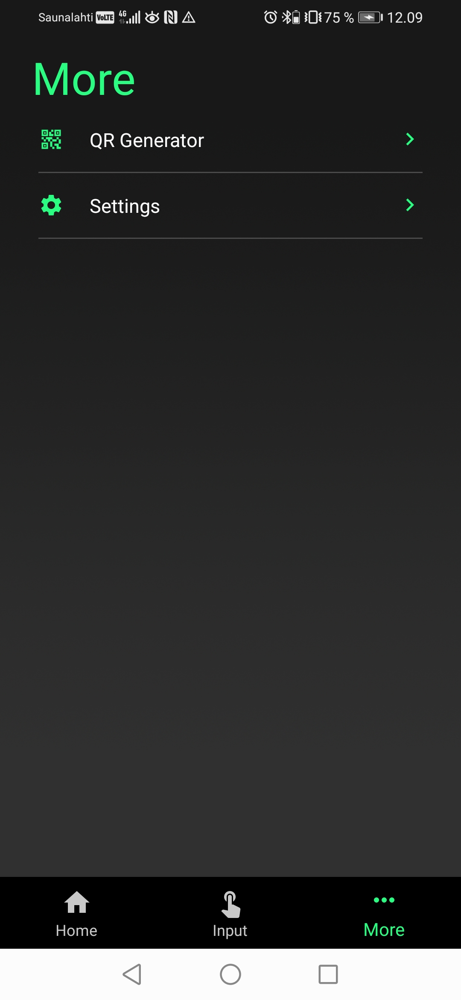 Saunalahti VoLTE 4G 75 % 12.09
More
QR Generator
Settings
Home Input More